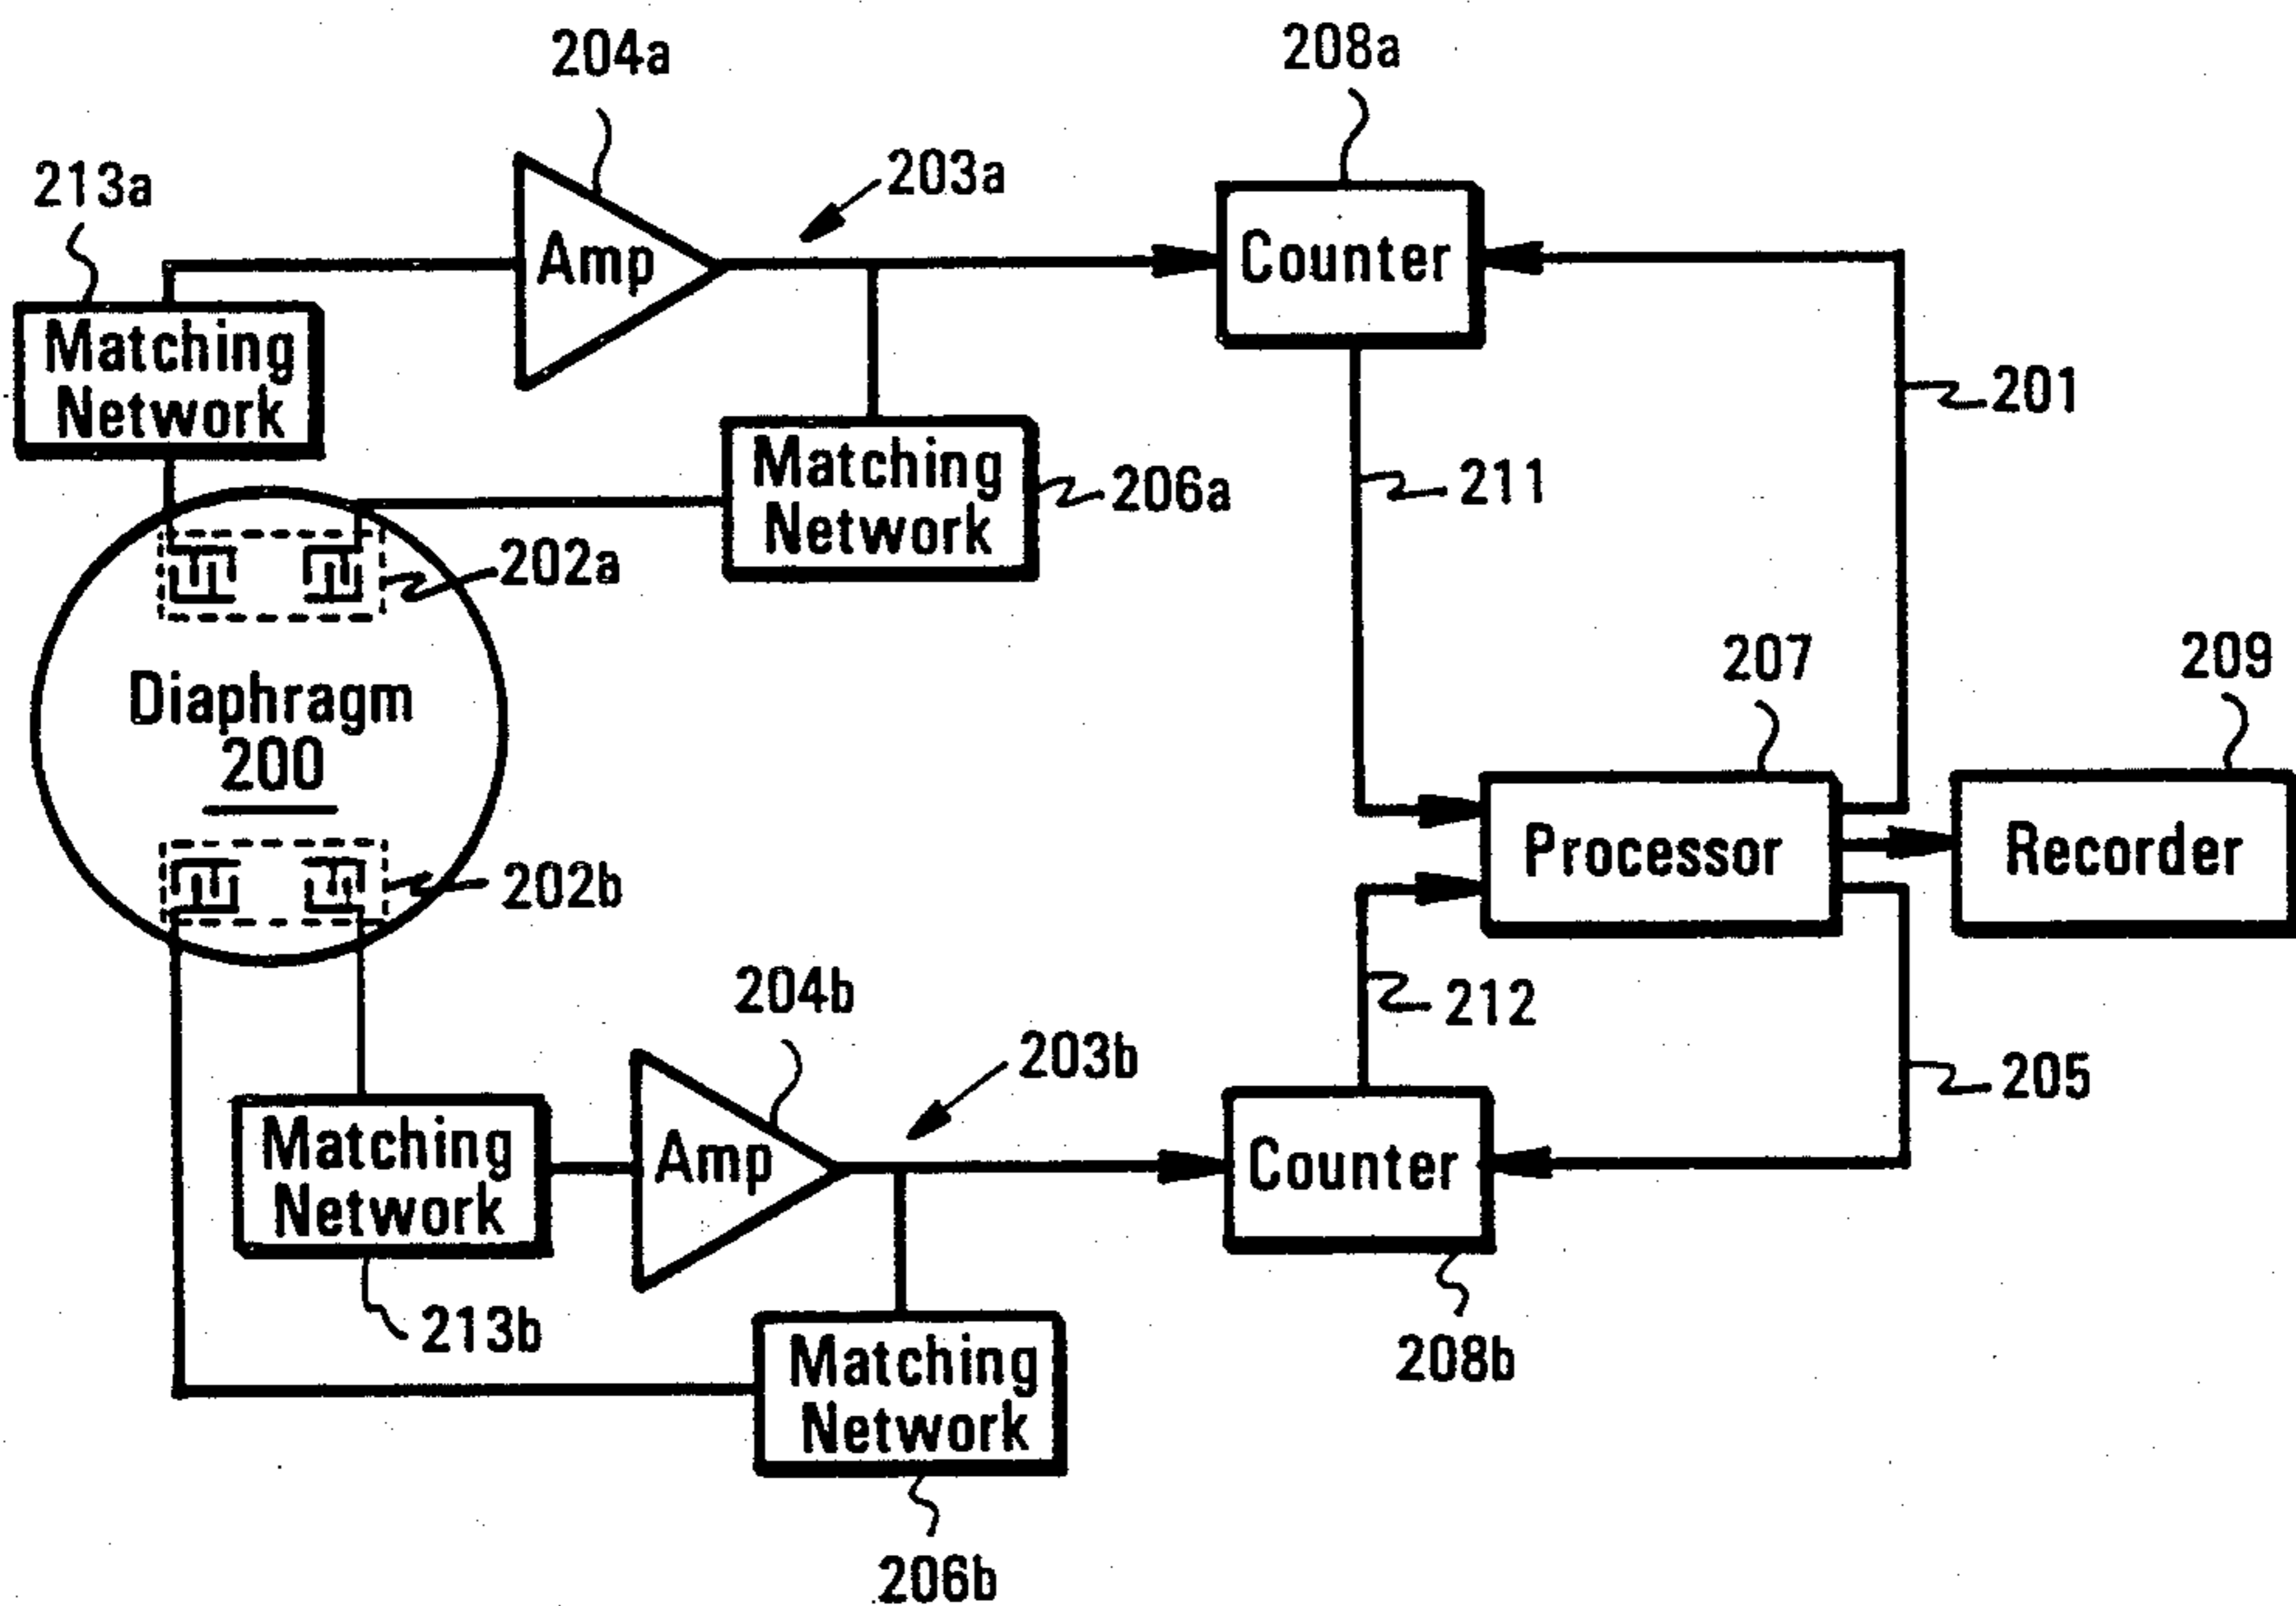 204a
208a
213a
203a
Amp
Counter
Matching
Network
201
Matching
Network
206a
211
202a
Diaphragm
200
207
209
Processor
Recorder
202b
204b
212
203b
205
Matching
Network
Amp
Counter
213b
Matching
Network
208b
206b